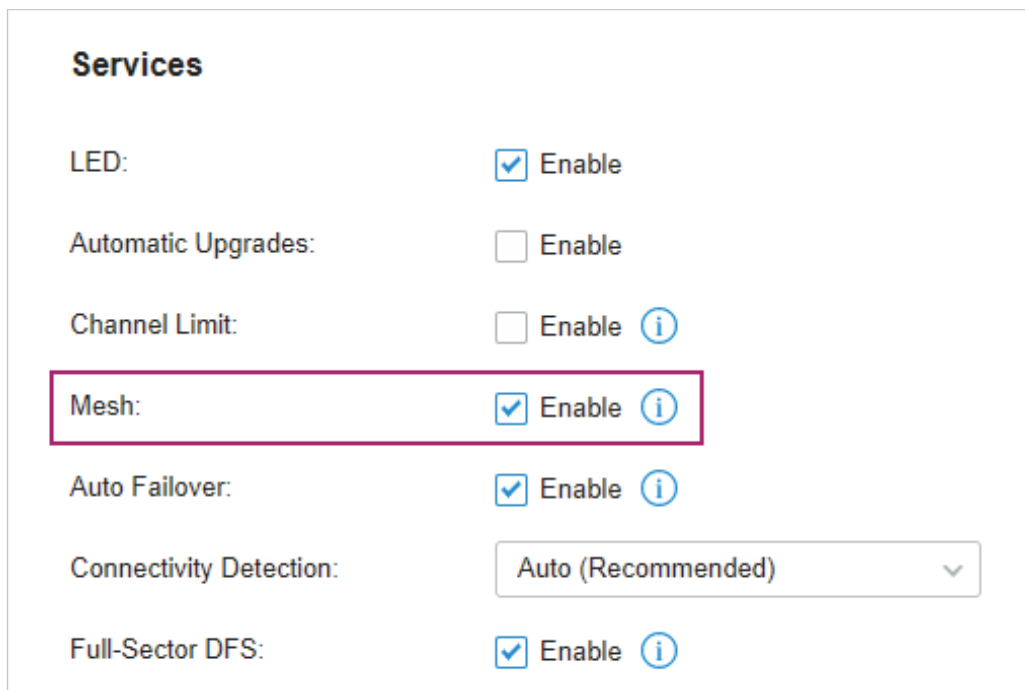 Services
LED: Enable
Automatic Upgrades: Enable
Channel Limit: Enable
Mesh: Enable
Auto Failover: Enable
Connectivity Detection: Auto (Recommended)
Full-Sector DFS: Enable